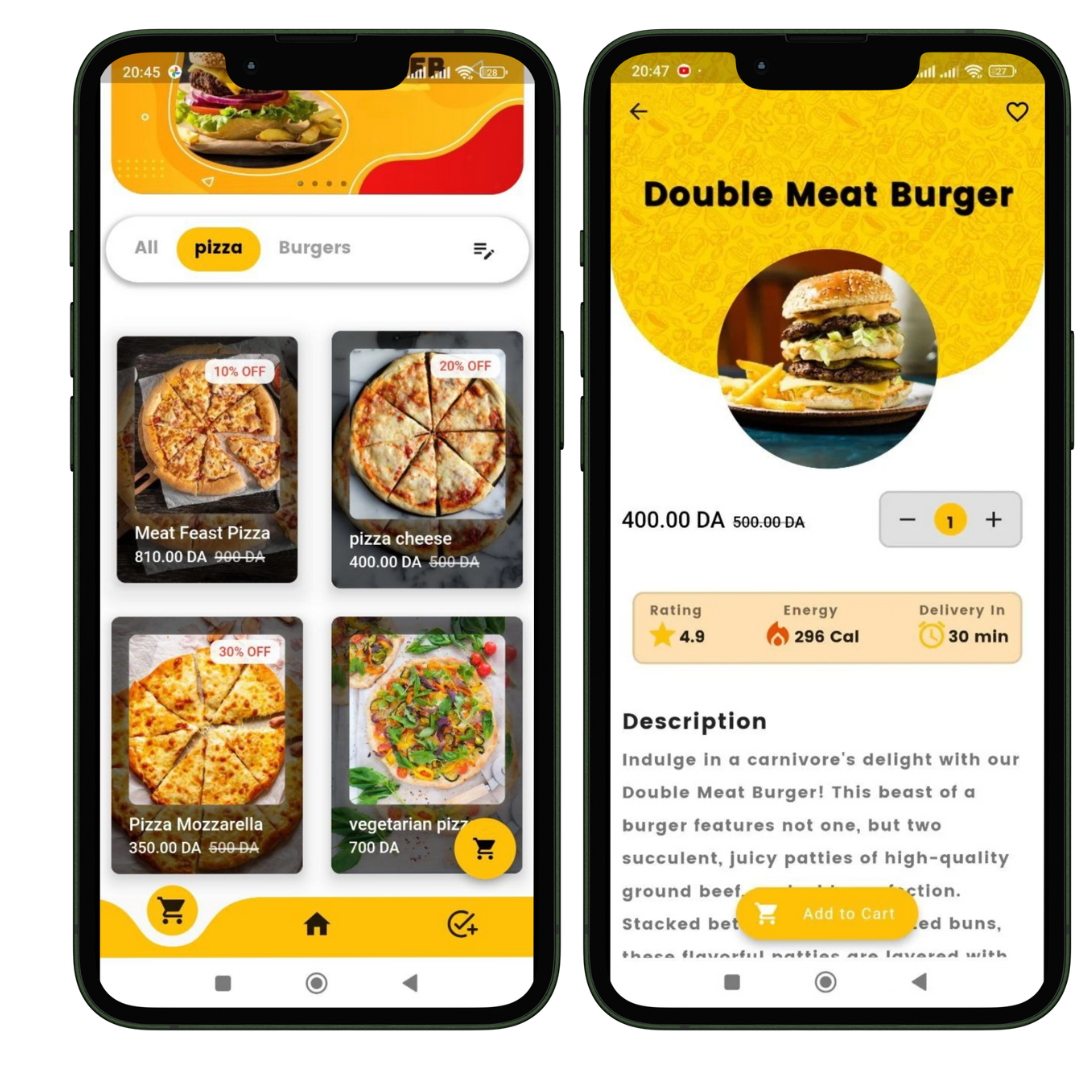 20:45
28
All pizza Burgers
10% OFF
Meat Feast Pizza
810.00 DA 900 DA
20% OFF
pizza cheese
400.00 DA 500 DA
30% OFF
Pizza Mozzarella
350.00 DA 500 DA
vegetarian pizz
700 DA
20:47
27
Double Meat Burger
400.00 DA 500.00 DA
− 1 +
Rating Energy Delivery In
4.9 296 Cal 30 min
Description
Indulge in a carnivore's delight with our
Double Meat Burger! This beast of a
burger features not one, but two
succulent, juicy patties of high-quality
ground beef,
Stacked
buns,
these flavorful patties are layered with
Add to Cart